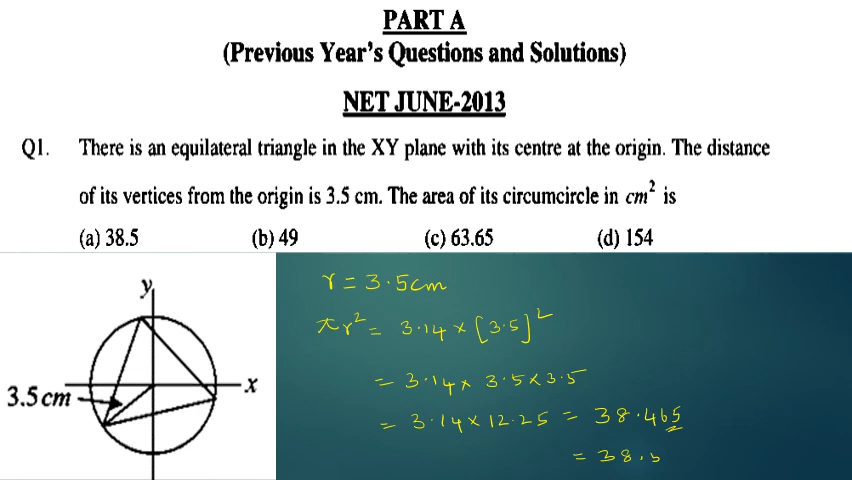 PART A
(Previous Year's Questions and Solutions)
NET JUNE-2013
Q1. There is an equilateral triangle in the XY plane with its centre at the origin. The distance
of its vertices from the origin is 3.5 cm. The area of its circumcircle in cm² is
(a) 38.5 (b) 49 (c) 63.65 (d) 154
y
x
3.5 cm
r = 3.5cm
πr² = 3.14 × [3.5]²
= 3.14 × 3.5 × 3.5
= 3.14 × 12.25 = 38.465
= 38.5